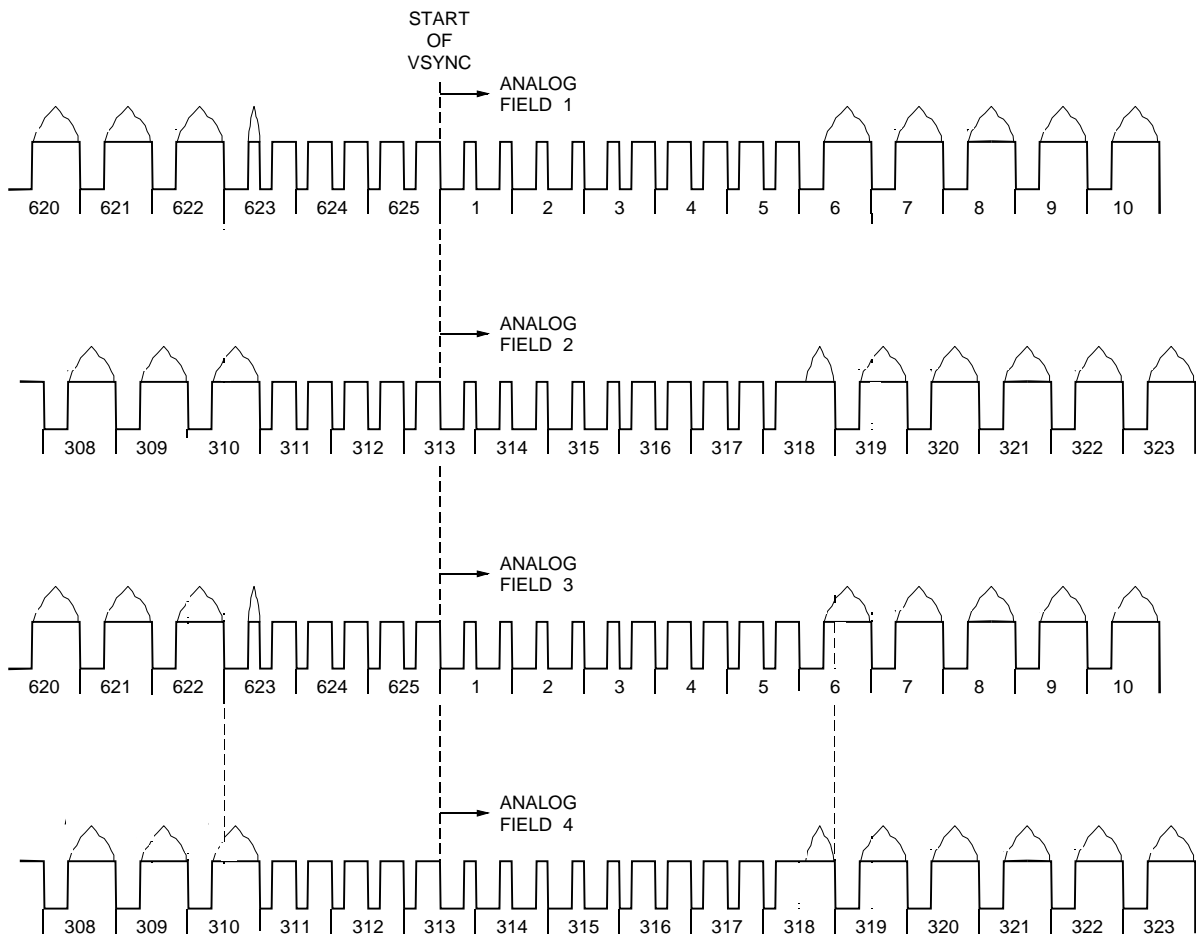 START
OF
VSYNC
ANALOG
FIELD 1
620 621 622 623 624 625 1 2 3 4 5 6 7 8 9 10
ANALOG
FIELD 2
308 309 310 311 312 313 314 315 316 317 318 319 320 321 322 323
ANALOG
FIELD 3
620 621 622 623 624 625 1 2 3 4 5 6 7 8 9 10
ANALOG
FIELD 4
308 309 310 311 312 313 314 315 316 317 318 319 320 321 322 323